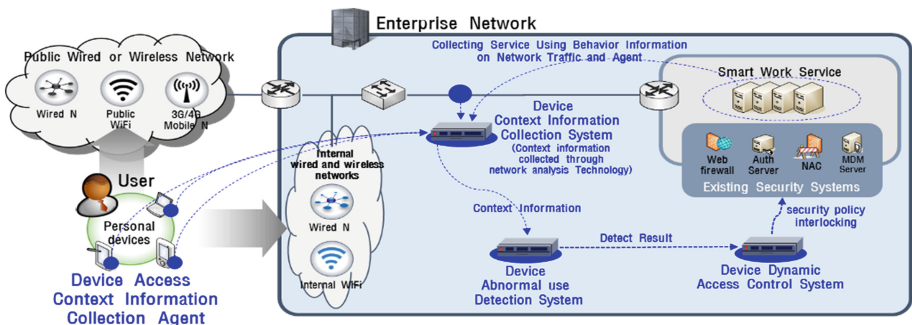 Enterprise Network
Public Wired or Wireless Network
Wired N
Public
WiFi
3G/4G
Mobile N
Collecting Service Using Behavior Information
on Network Traffic and Agent
Smart Work Service
Device
Context Information
Collection System
(Context information
collected through
network analysis Technology)
Web
firewall
Auth
Server
NAC
MDM
Server
Existing Security Systems
Internal
wired and wireless
networks
Wired N
Internal WiFi
User
Personal
devices
Device Access
Context Information
Collection Agent
Context Information
Detect Result
security policy
interlocking
Device
Abnormal use
Detection System
Device Dynamic
Access Control System